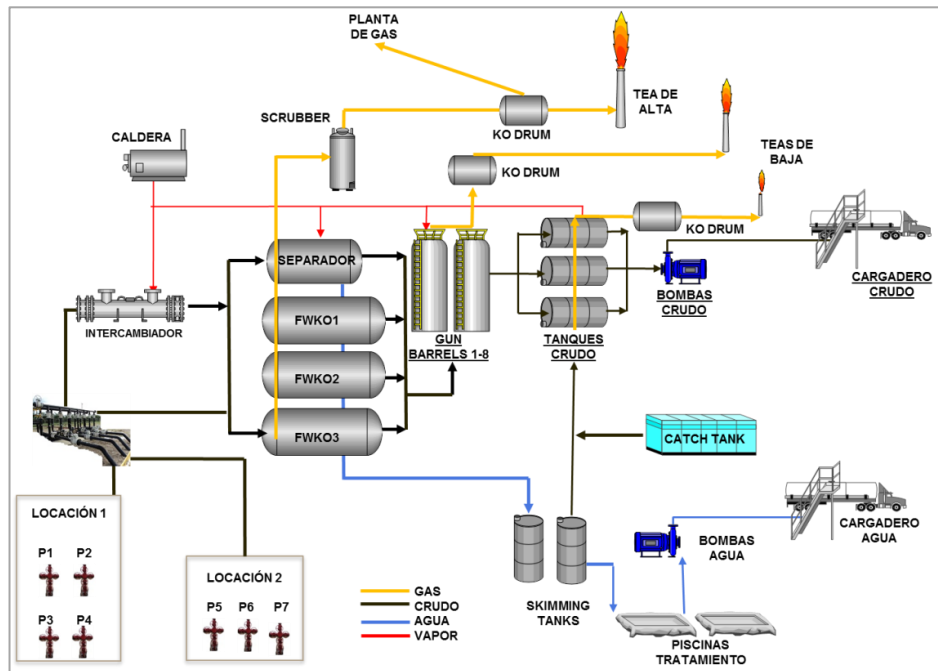 PLANTA
DE GAS
TEA DE
ALTA
SCRUBBER
KO DRUM
CALDERA
TEAS DE
BAJA
KO DRUM
KO DRUM
SEPARADOR
CARGADERO
CRUDO
BOMBAS
CRUDO
INTERCAMBIADOR
FWKO1
GUN
BARRELS 1-8
TANQUES
CRUDO
FWKO2
FWKO3
CATCH TANK
LOCACIÓN 1
P1 P2
P3 P4
LOCACIÓN 2
P5 P6 P7
GAS
CRUDO
AGUA
VAPOR
SKIMMING
TANKS
BOMBAS
AGUA
CARGADERO
AGUA
PISCINAS
TRATAMIENTO